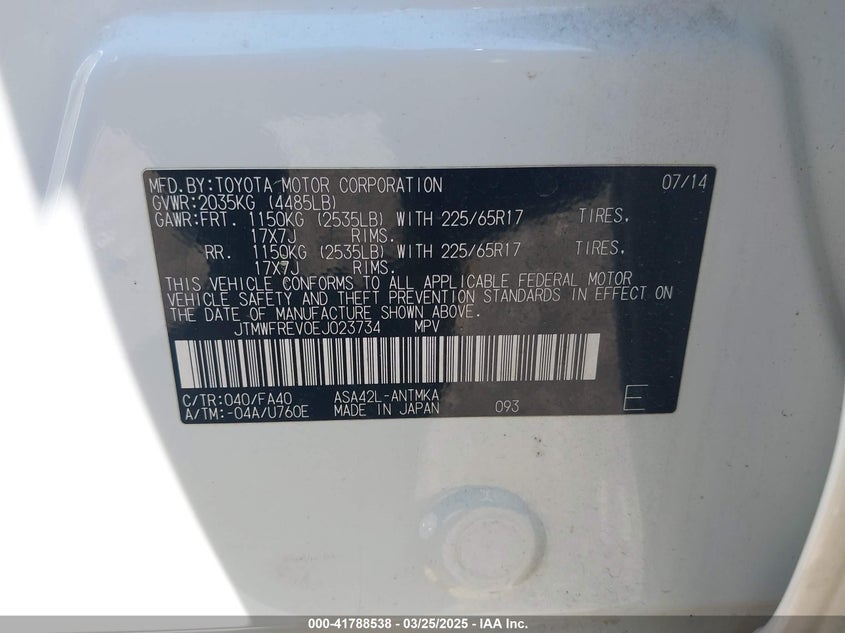 MFD.BY:TOYOTA MOTOR CORPORATION 07/14
GVWR:2035KG (4485LB)
GAWR:FRT. 1150KG (2535LB) WITH 225/65R17 TIRES,
17X7J RIMS.
RR. 1150KG (2535LB) WITH 225/65R17 TIRES,
17X7J RIMS.
THIS VEHICLE CONFORMS TO ALL APPLICABLE FEDERAL MOTOR
VEHICLE SAFETY AND THEFT PREVENTION STANDARDS IN EFFECT ON
THE DATE OF MANUFACTURE SHOWN ABOVE.
JTMWFREV0EJ023734 MPV
C/TR:040/FA40 ASA42L-ANTMKA
A/TM:-04A/U760E MADE IN JAPAN 093 E
000-41788538 - 03/25/2025 - IAA Inc.